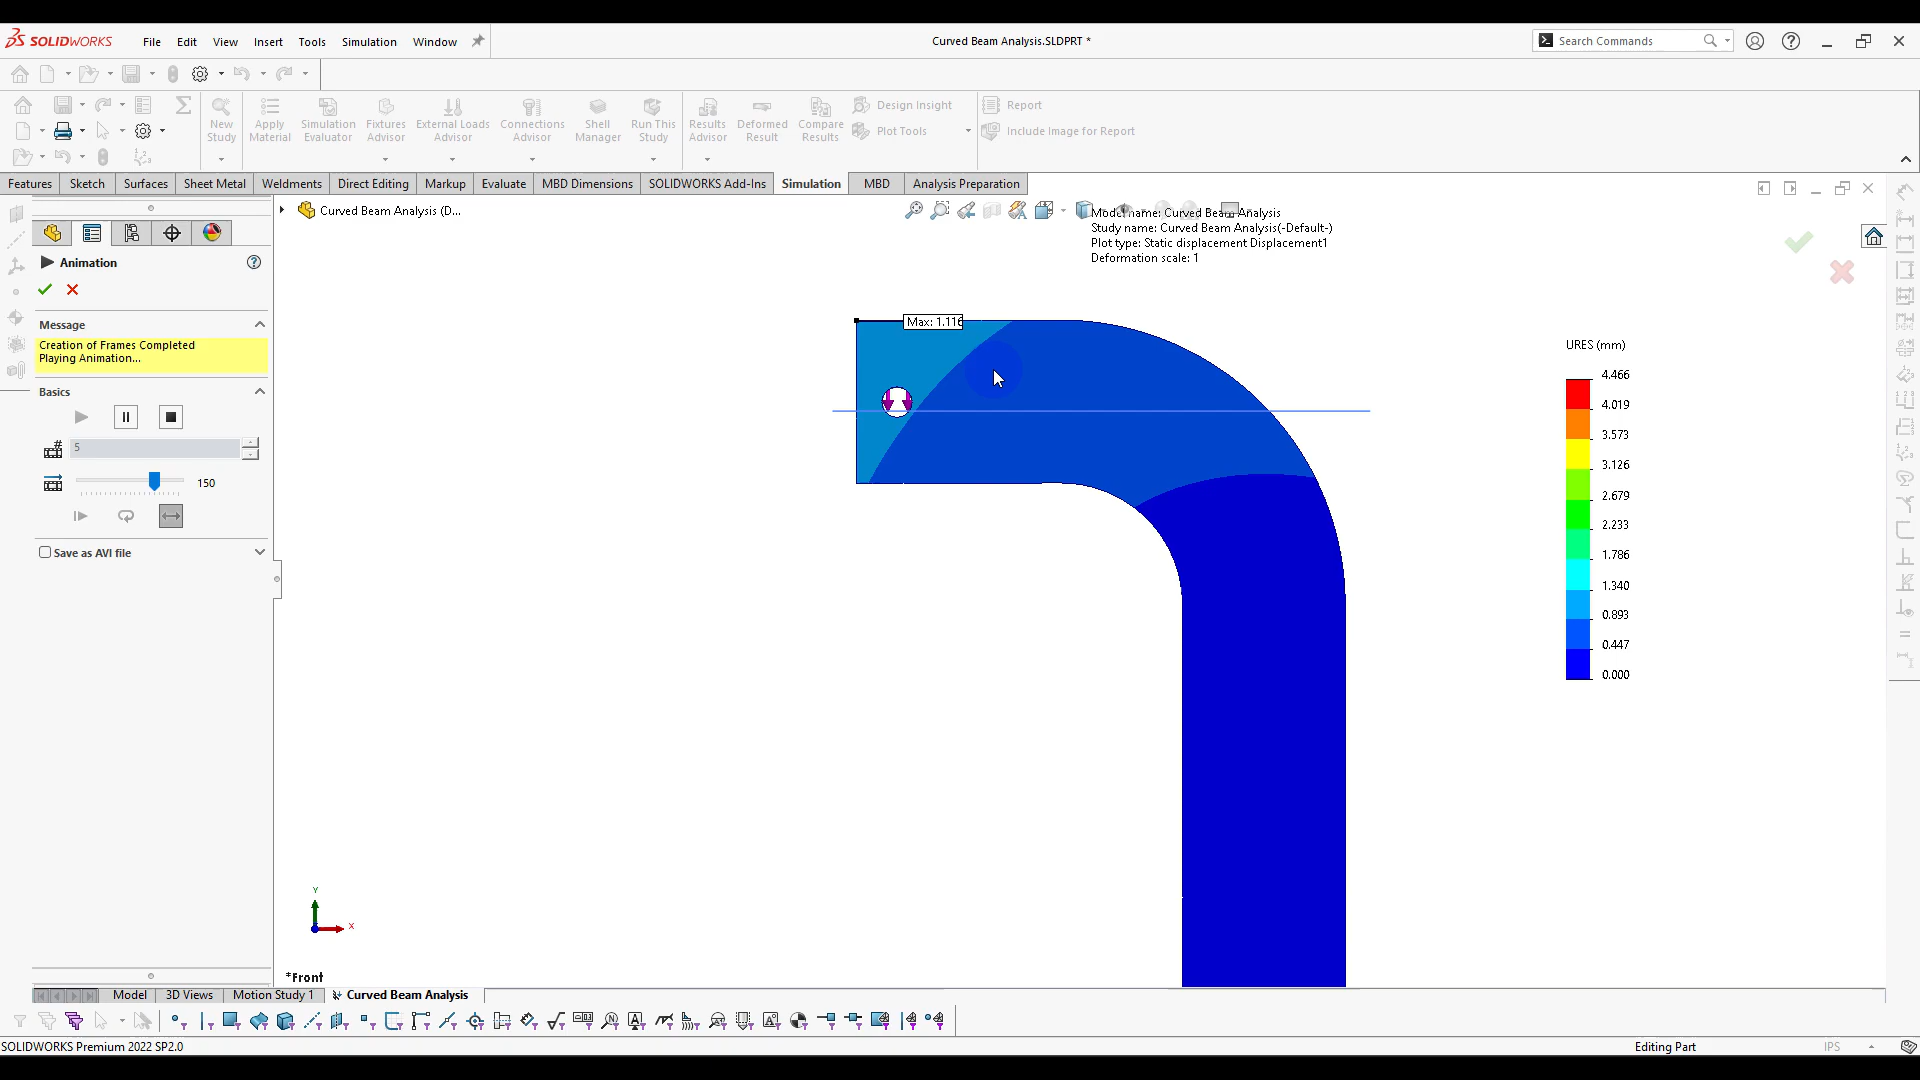 SOLIDWORKS
File Edit View Insert Tools Simulation Window
Curved Beam Analysis.SLDPRT *
Search Commands
New Study
Apply Material
Simulation Evaluator
Fixtures Advisor
External Loads Advisor
Connections Advisor
Shell Manager
Run This Study
Results Advisor
Deformed Result
Compare Results
Design Insight
Plot Tools
Report
Include Image for Report
Features Sketch Surfaces Sheet Metal Weldments Direct Editing Markup Evaluate MBD Dimensions SOLIDWORKS Add-Ins Simulation MBD Analysis Preparation
Curved Beam Analysis (D...
Model name: Curved Beam Analysis
Study name: Curved Beam Analysis(-Default-)
Plot type: Static displacement Displacement1
Deformation scale: 1
Animation
Message
Creation of Frames Completed
Playing Animation...
Basics
5
150
Save as AVI file
Max: 1.116
URES (mm)
4.466
4.019
3.573
3.126
2.679
2.233
1.786
1.340
0.893
0.447
0.000
Y
X
*Front
Model 3D Views Motion Study 1 Curved Beam Analysis
SOLIDWORKS Premium 2022 SP2.0
Editing Part
IPS